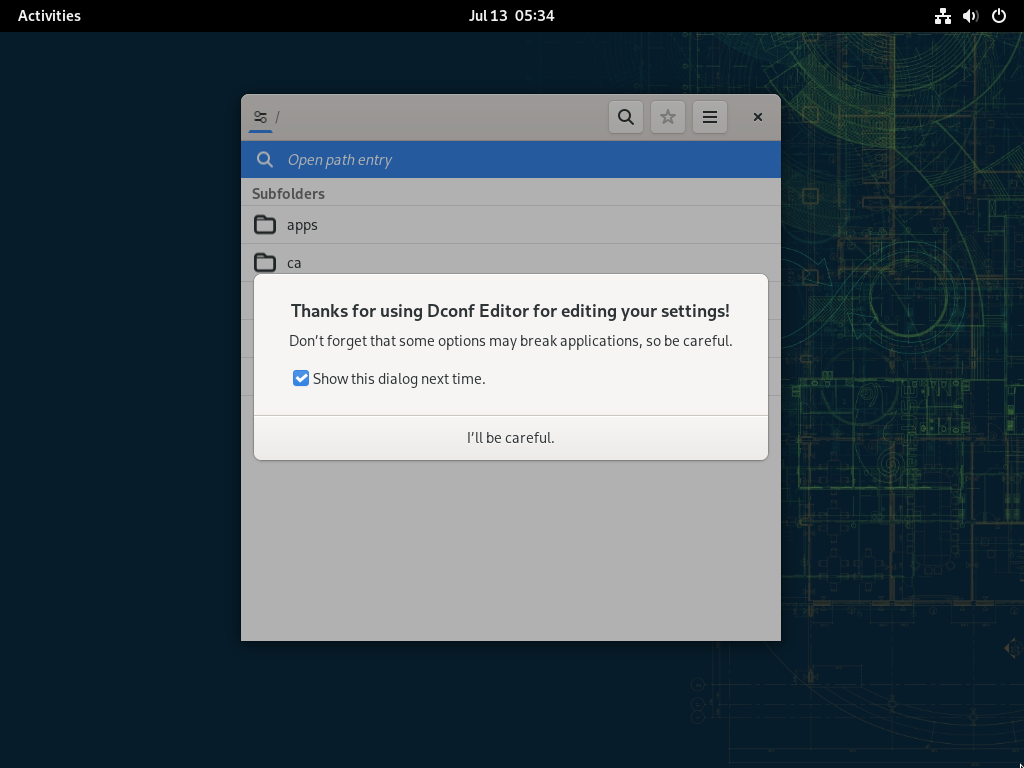 Activities
Jul 13 05:34
/
Open path entry
Subfolders
apps
ca
Thanks for using Dconf Editor for editing your settings!
Don’t forget that some options may break applications, so be careful.
Show this dialog next time.
I’ll be careful.